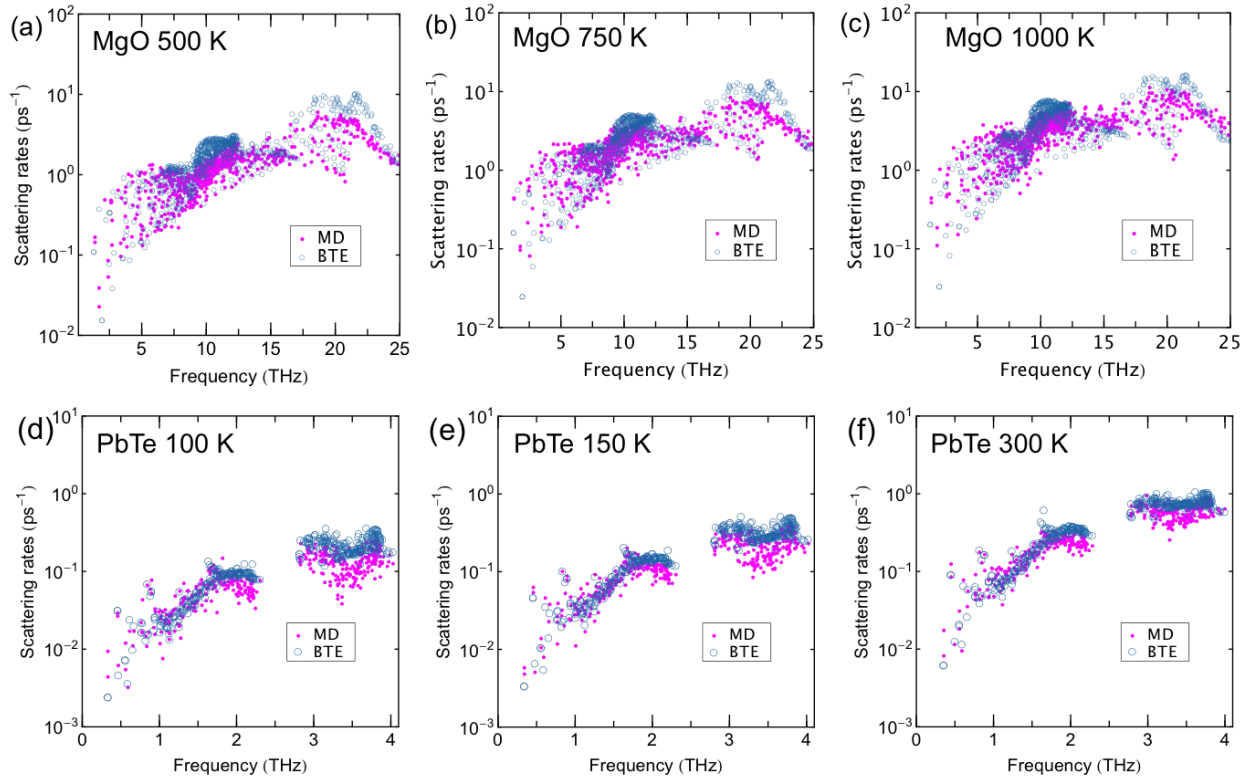 (a)
MgO 500 K
Scattering rates (ps⁻¹)
10²
10¹
10⁰
10⁻¹
10⁻²
MD
BTE
5
10
15
20
25
Frequency (THz)
(b)
MgO 750 K
Scattering rates (ps⁻¹)
10²
10¹
10⁰
10⁻¹
10⁻²
MD
BTE
5
10
15
20
25
Frequency (THz)
(c)
MgO 1000 K
Scattering rates (ps⁻¹)
10²
10¹
10⁰
10⁻¹
10⁻²
MD
BTE
5
10
15
20
25
Frequency (THz)
(d)
PbTe 100 K
Scattering rates (ps⁻¹)
10¹
10⁰
10⁻¹
10⁻²
10⁻³
MD
BTE
0
1
2
3
4
Frequency (THz)
(e)
PbTe 150 K
Scattering rates (ps⁻¹)
10¹
10⁰
10⁻¹
10⁻²
10⁻³
MD
BTE
0
1
2
3
4
Frequency (THz)
(f)
PbTe 300 K
Scattering rates (ps⁻¹)
10¹
10⁰
10⁻¹
10⁻²
10⁻³
MD
BTE
0
1
2
3
4
Frequency (THz)